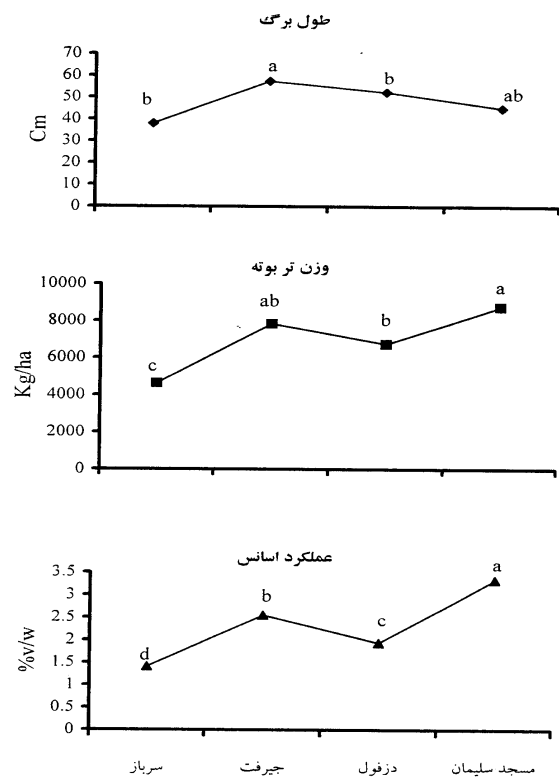 طول برگ
70
60
50
40
30
20
10
0
Cm
b
a
b
ab
وزن تر بوته
10000
8000
6000
4000
2000
0
Kg/ha
c
ab
b
a
عملکرد اسانس
3.5
3
2.5
2
1.5
1
0.5
0
%v/w
d
b
c
a
سرباز
جیرفت
دزفول
مسجد سلیمان